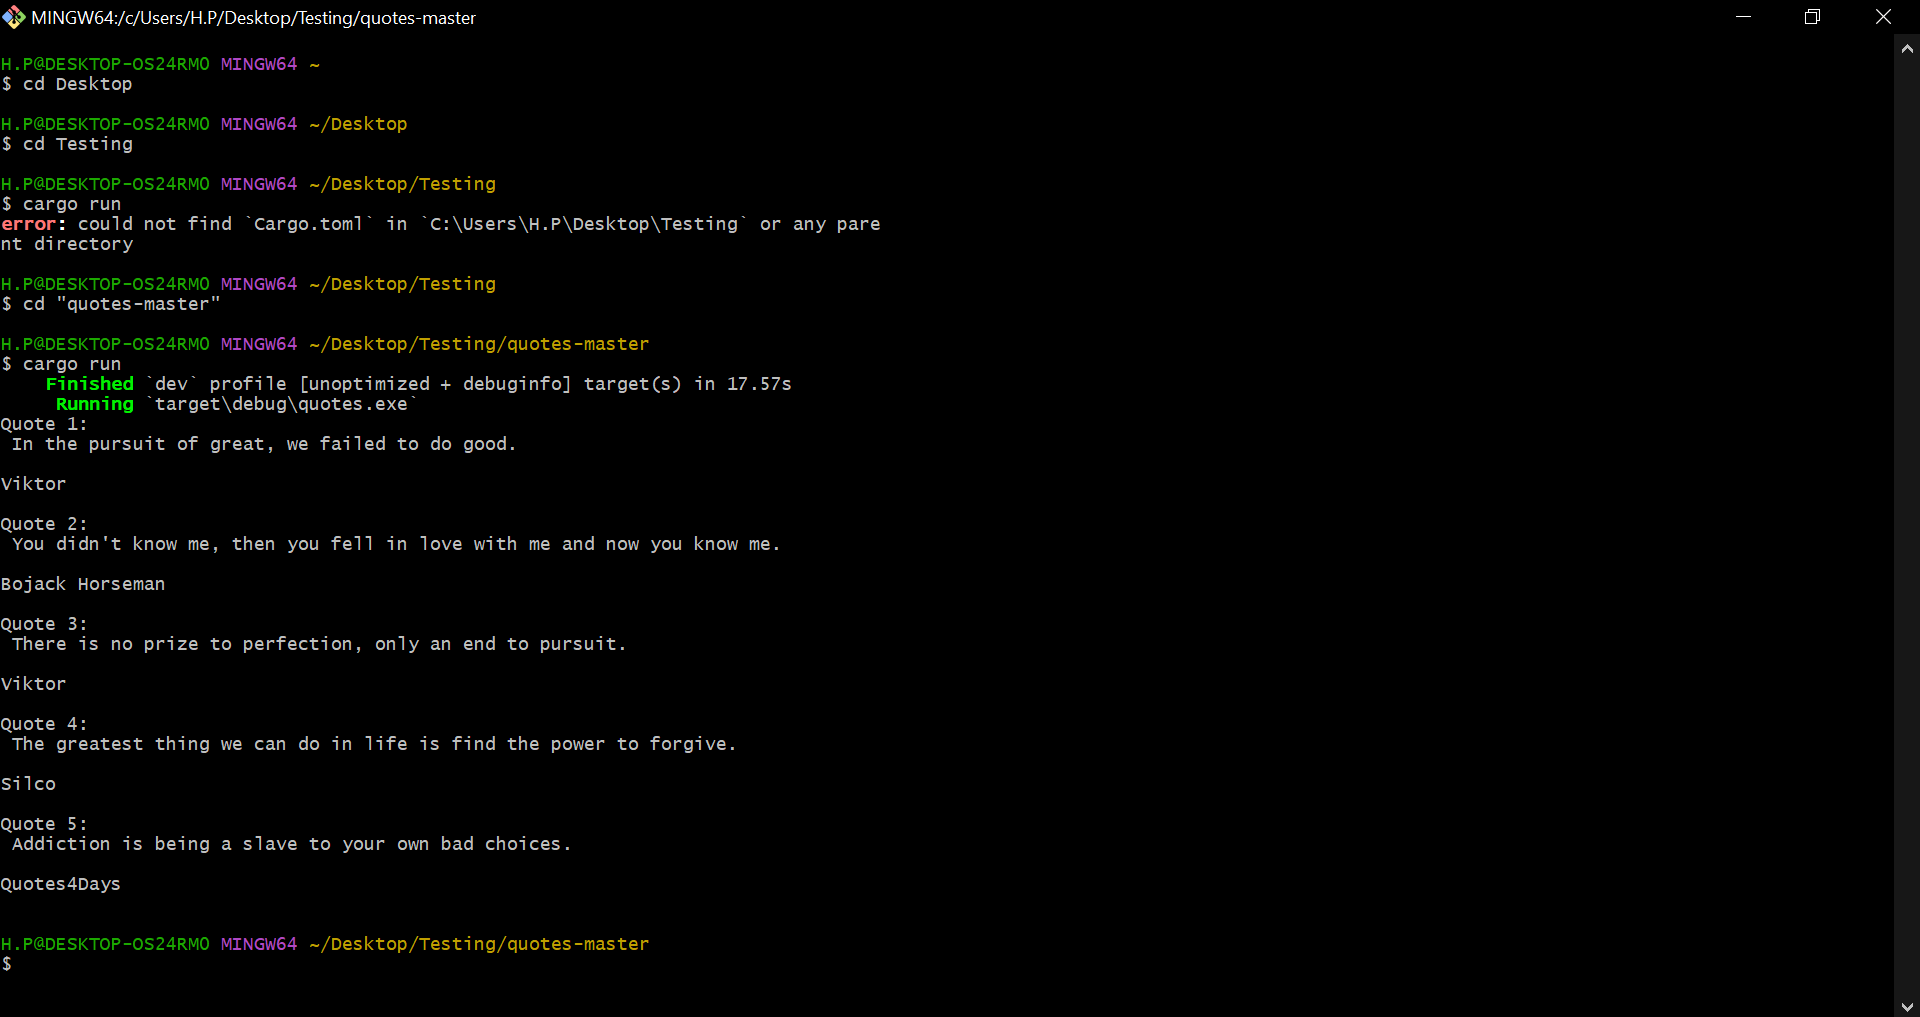 MINGW64:/c/Users/H.P/Desktop/Testing/quotes-master
H.P@DESKTOP-OS24RMO MINGW64 ~
$ cd Desktop
H.P@DESKTOP-OS24RMO MINGW64 ~/Desktop
$ cd Testing
H.P@DESKTOP-OS24RMO MINGW64 ~/Desktop/Testing
$ cargo run
error: could not find `Cargo.toml` in `C:\Users\H.P\Desktop\Testing` or any pare
nt directory
H.P@DESKTOP-OS24RMO MINGW64 ~/Desktop/Testing
$ cd "quotes-master"
H.P@DESKTOP-OS24RMO MINGW64 ~/Desktop/Testing/quotes-master
$ cargo run
Finished `dev` profile [unoptimized + debuginfo] target(s) in 17.57s
Running `target\debug\quotes.exe`
Quote 1:
In the pursuit of great, we failed to do good.
Viktor
Quote 2:
You didn't know me, then you fell in love with me and now you know me.
Bojack Horseman
Quote 3:
There is no prize to perfection, only an end to pursuit.
Viktor
Quote 4:
The greatest thing we can do in life is find the power to forgive.
Silco
Quote 5:
Addiction is being a slave to your own bad choices.
Quotes4Days
H.P@DESKTOP-OS24RMO MINGW64 ~/Desktop/Testing/quotes-master
$